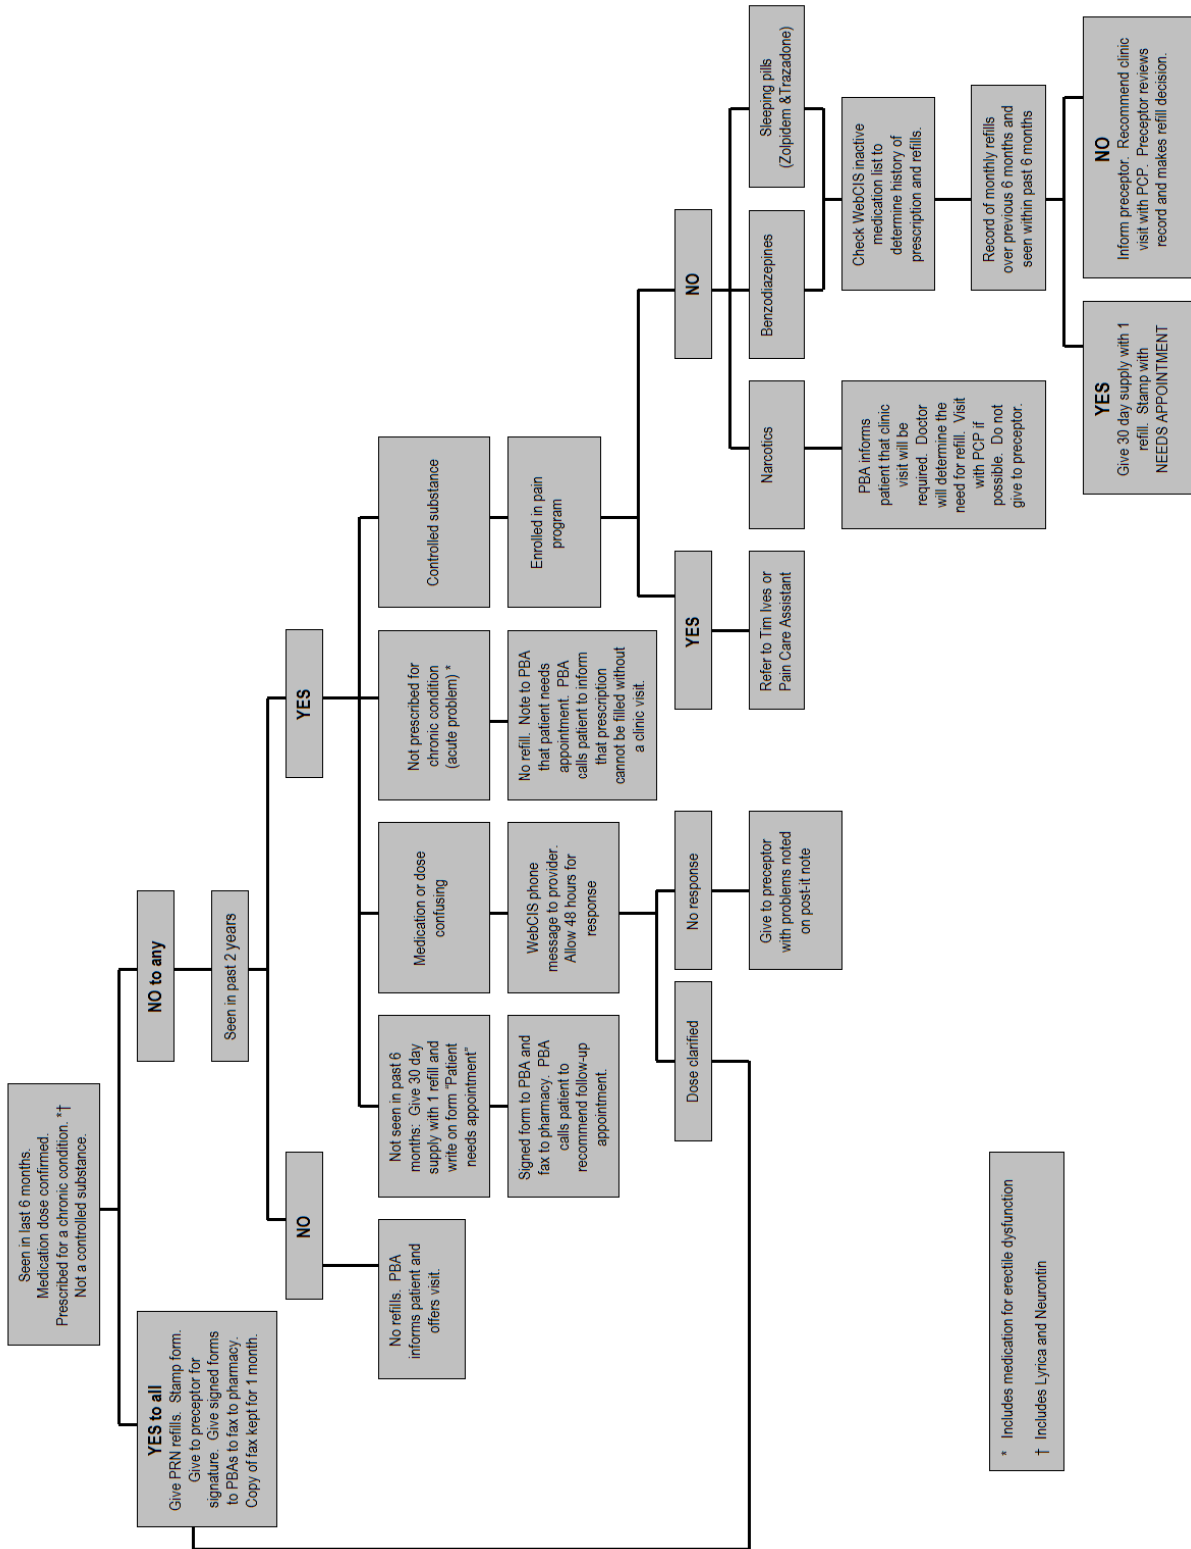 Seen in last 6 months.
Medication dose confirmed.
Prescribed for a chronic condition. *†
Not a controlled substance.
YES to all
Give PRN refills. Stamp form.
Give to preceptor for
signature. Give signed forms
to PBAs to fax to pharmacy.
Copy of fax kept for 1 month.
NO to any
Seen in past 2 years
NO
No refills. PBA
informs patient and
offers visit.
YES
Not seen in past 6
months: Give 30 day
supply with 1 refill and
write on form “Patient
needs appointment”
Signed form to PBA and
fax to pharmacy. PBA
calls patient to
recommend follow-up
appointment.
Medication or dose
confusing
WebCIS phone
message to provider.
Allow 48 hours for
response
Dose clarified
No response
Give to preceptor
with problems noted
on post-it note
Not prescribed for
chronic condition
(acute problem) *
No refill. Note to PBA
that patient needs
appointment. PBA
calls patient to inform
that prescription
cannot be filled without
a clinic visit.
Controlled substance
Enrolled in pain
program
YES
Refer to Tim Ives or
Pain Care Assistant
NO
Narcotics
PBA informs
patient that clinic
visit will be
required. Doctor
will determine the
need for refill. Visit
with PCP if
possible. Do not
give to preceptor.
Benzodiazepines
Sleeping pills
(Zolpidem &Trazadone)
Check WebCIS inactive
medication list to
determine history of
prescription and refills.
Record of monthly refills
over previous 6 months and
seen within past 6 months
YES
Give 30 day supply with 1
refill. Stamp with
NEEDS APPOINTMENT
NO
Inform preceptor. Recommend clinic
visit with PCP. Preceptor reviews
record and makes refill decision.
* Includes medication for erectile dysfunction
† Includes Lyrica and Neurontin